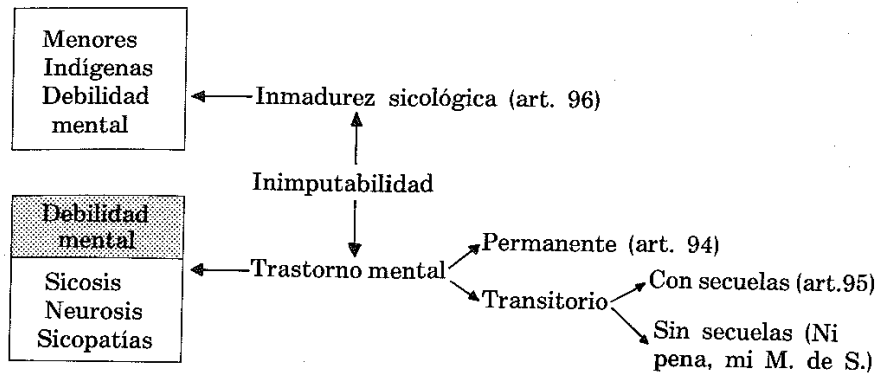 Menores
Indígenas
Debilidad
mental
Inmadurez sicológica (art. 96)
Inimputabilidad
Debilidad
mental
Sicosis
Neurosis
Sicopatías
Trastorno mental
Permanente (art. 94)
Transitorio
Con secuelas (art.95)
Sin secuelas (Ni
pena, mi M. de S.)